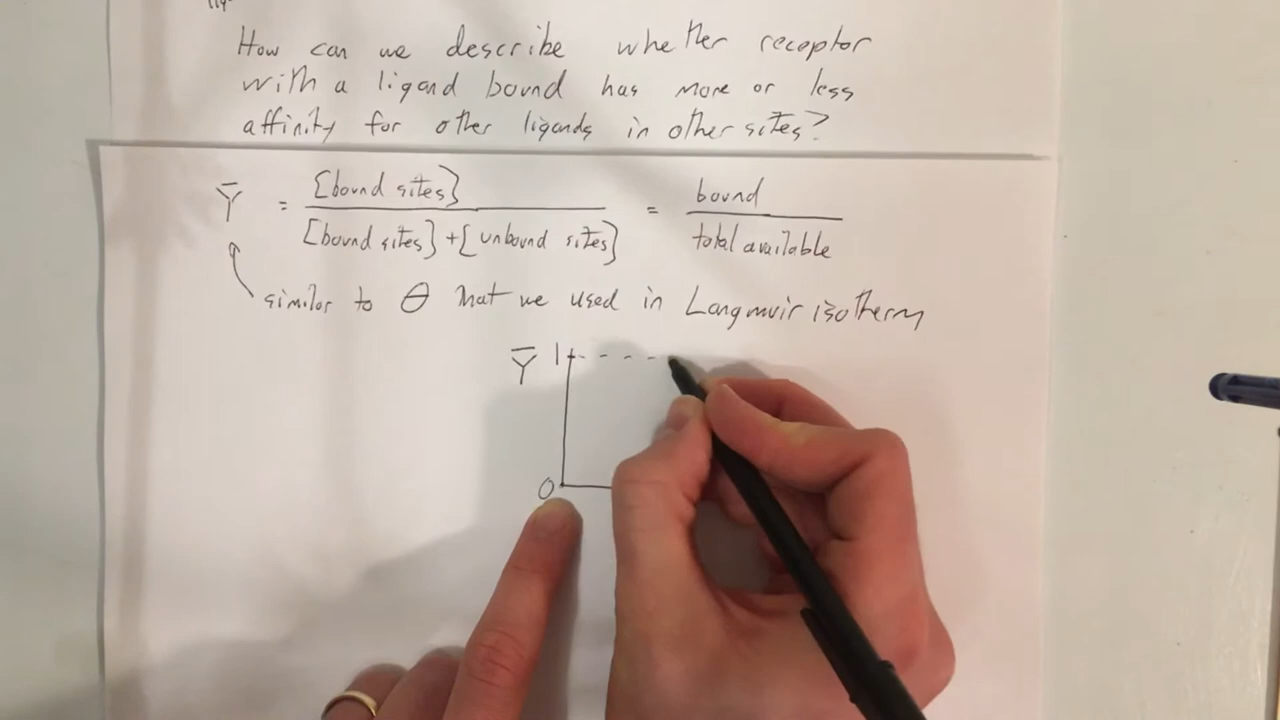 How can we describe whether receptor
with a ligand bound has more or less
affinity for other ligands in other sites?
Ȳ = [bound sites] / [bound sites] + [unbound sites] = bound / total available
similar to θ that we used in Langmuir isotherm
Ȳ 1
0